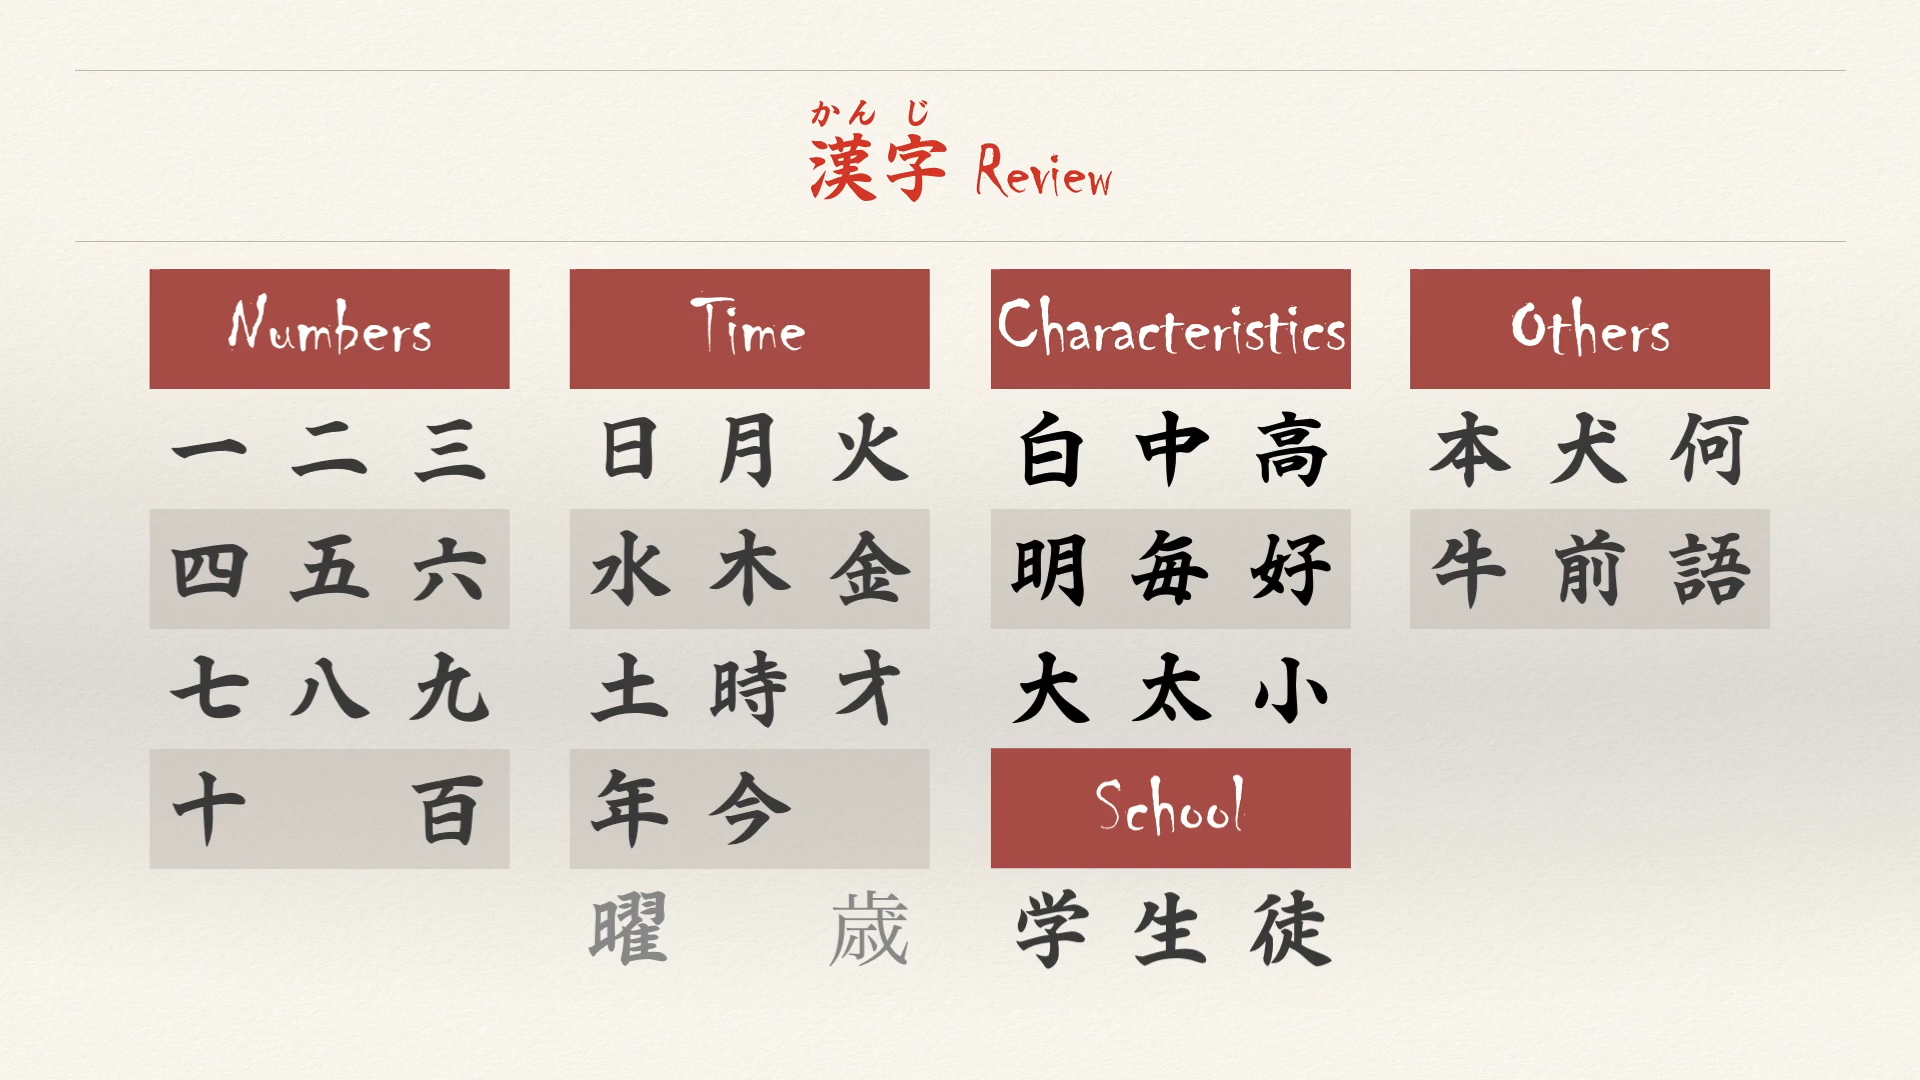 かんじ
漢字 Review
Numbers
一 二 三
四 五 六
七 八 九
十 百
Time
日 月 火
水 木 金
土 時 才
年 今
曜 歳
Characteristics
白 中 高
明 毎 好
大 太 小
School
学 生 徒
Others
本 犬 何
牛 前 語